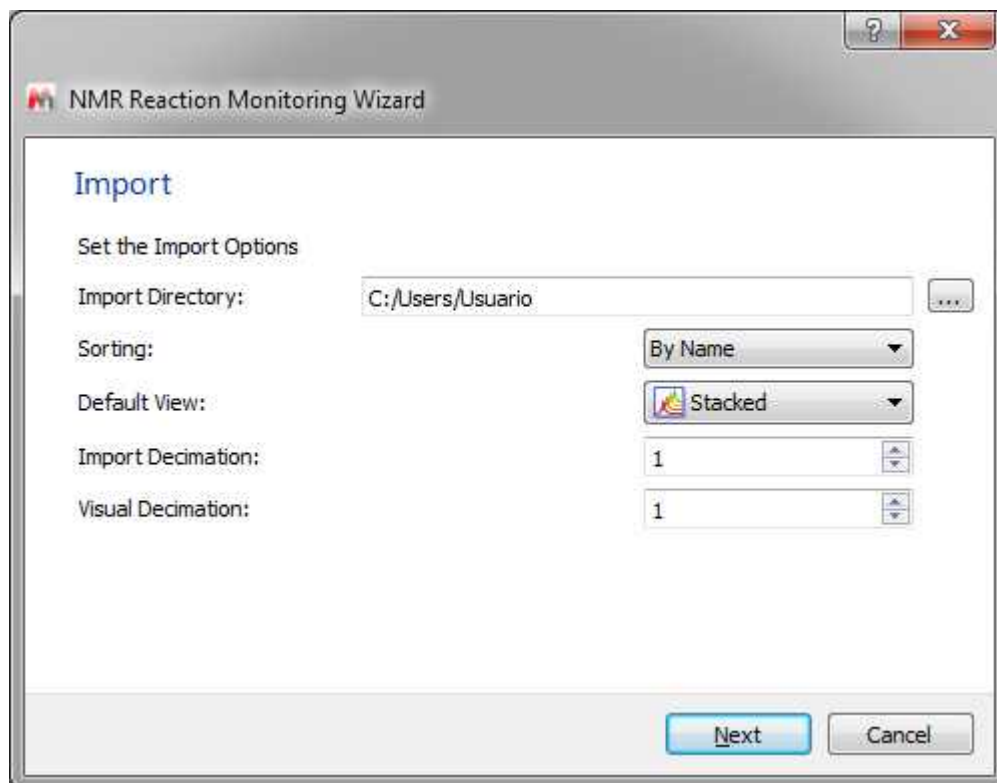 NMR Reaction Monitoring Wizard
Import
Set the Import Options
Import Directory: C:/Users/Usuario ...
Sorting: By Name
Default View: Stacked
Import Decimation: 1
Visual Decimation: 1
Next Cancel